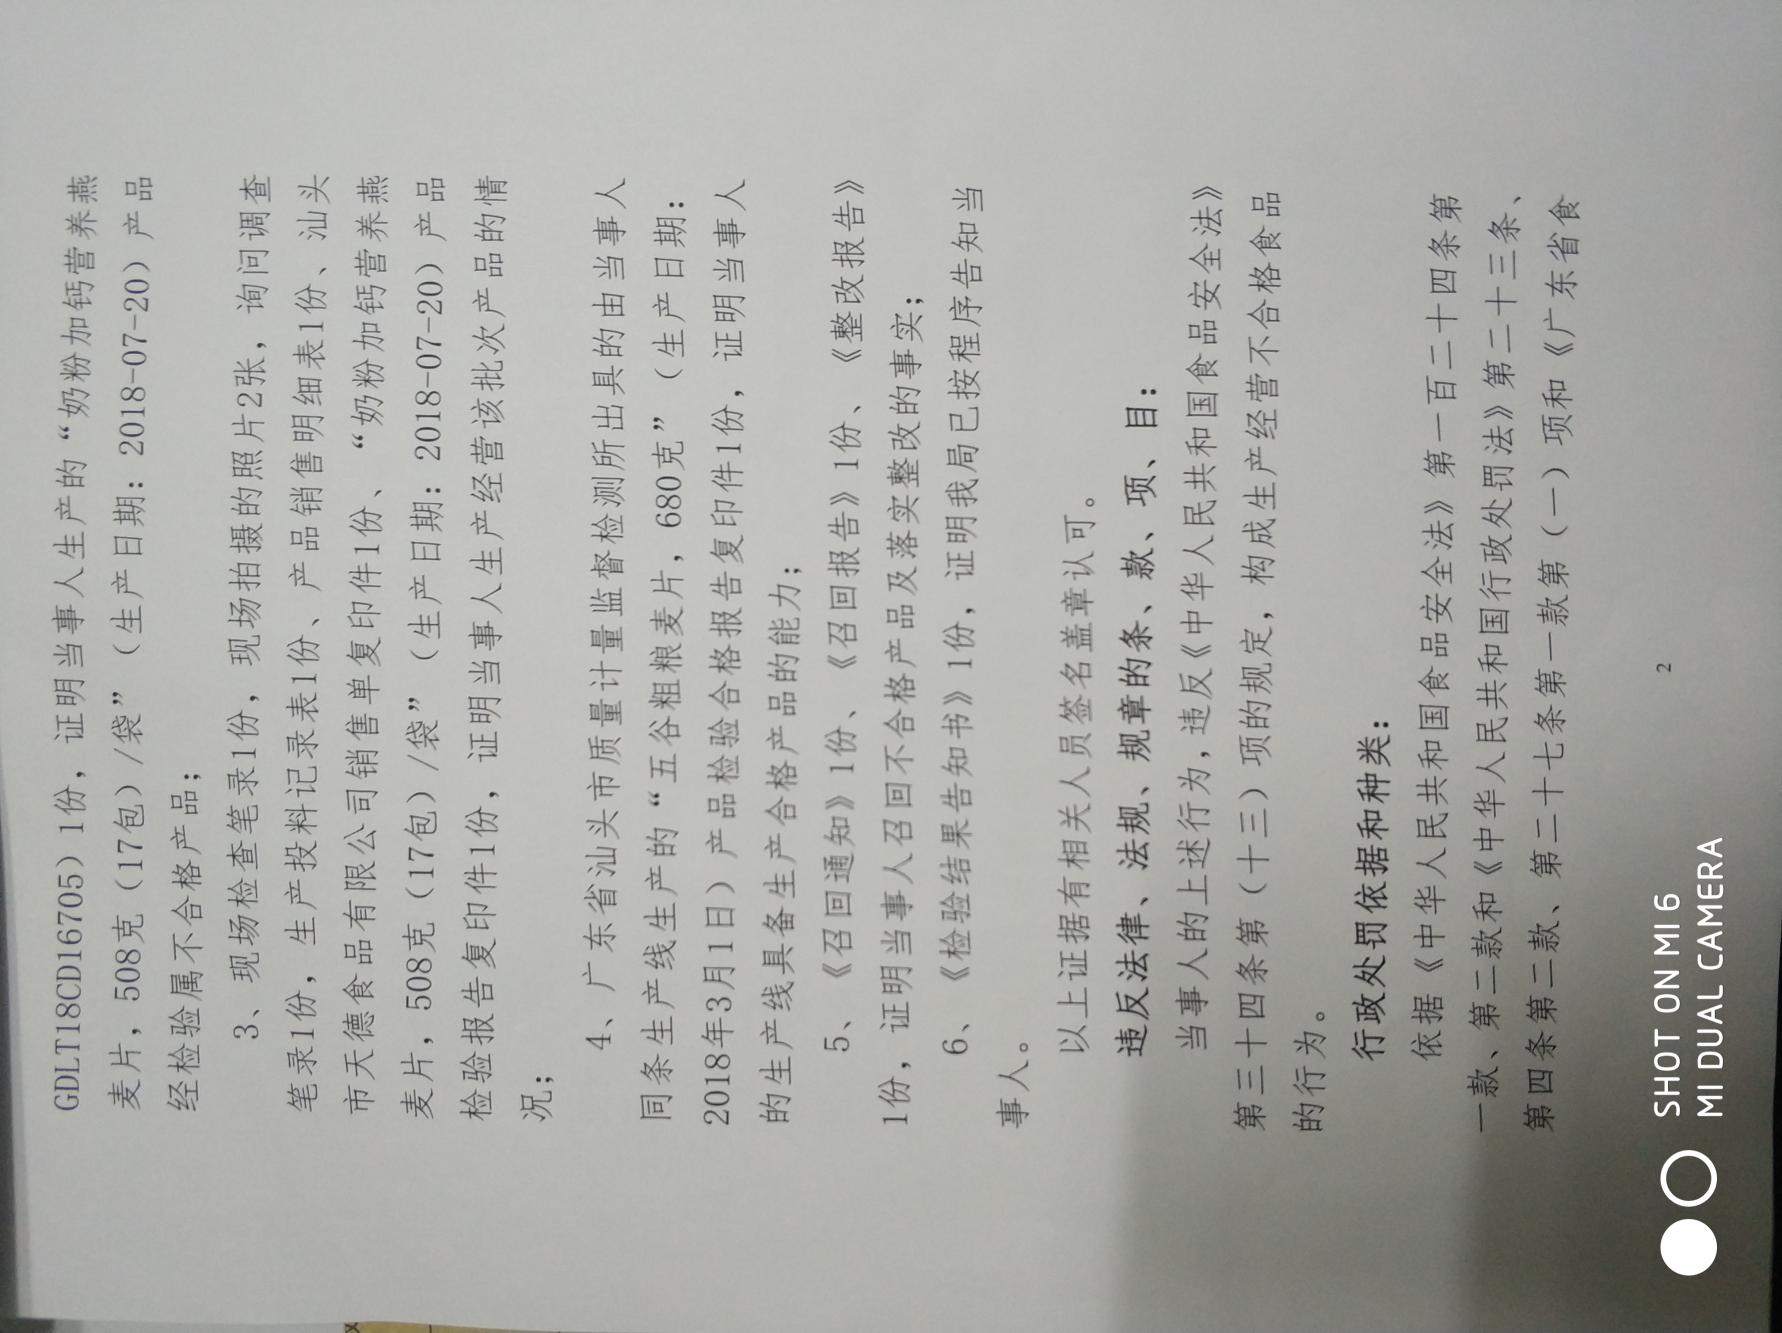 GDLT18CD16705）1份，证明当事人生产的“奶粉加钙营养燕
麦片，508克（17包）/袋”（生产日期：2018-07-20）产品
经检验属不合格产品；
3、现场检查笔录1份，现场拍摄的照片2张，询问调查
笔录1份，生产投料记录表1份、产品销售明细表1份、汕头
市天德食品有限公司销售单复印件1份、“奶粉加钙营养燕
麦片，508克（17包）/袋”（生产日期：2018-07-20）产品
检验报告复印件1份，证明当事人生产经营该批次产品的情
况；
4、广东省汕头市质量计量监督检测所出具的由当事人
同条生产线生产的“五谷粗粮麦片，680克”（生产日期：
2018年3月1日）产品检验合格报告复印件1份，证明当事人
的生产线具备生产合格产品的能力；
5、《召回通知》1份、《召回报告》1份、《整改报告》
1份，证明当事人召回不合格产品及落实整改的事实；
6、《检验结果告知书》1份，证明我局已按程序告知当
事人。
以上证据有相关人员签名盖章认可。
违反法律、法规、规章的条、款、项、目：
当事人的上述行为，违反《中华人民共和国食品安全法》
第三十四条第（十三）项的规定，构成生产经营不合格食品
的行为。
行政处罚依据和种类：
依据《中华人民共和国食品安全法》第一百二十四条第
一款、第二款和《中华人民共和国行政处罚法》第二十三条、
第四条第二款、第二十七条第一款第（一）项和《广东省食
2
SHOT ON MI 6
MI DUAL CAMERA